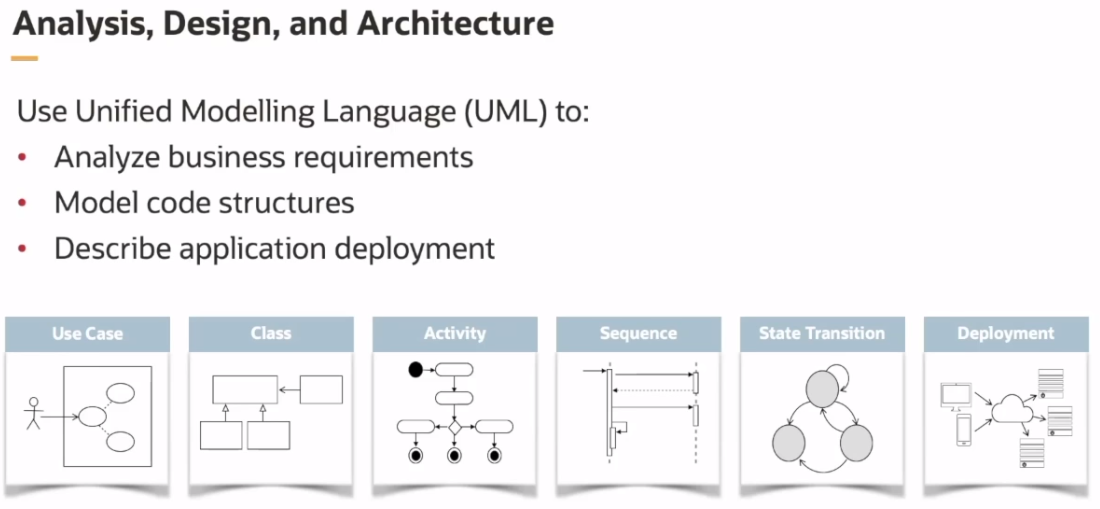 Analysis, Design, and Architecture
Use Unified Modelling Language (UML) to:
• Analyze business requirements
• Model code structures
• Describe application deployment
Use Case
Class
Activity
Sequence
State Transition
Deployment